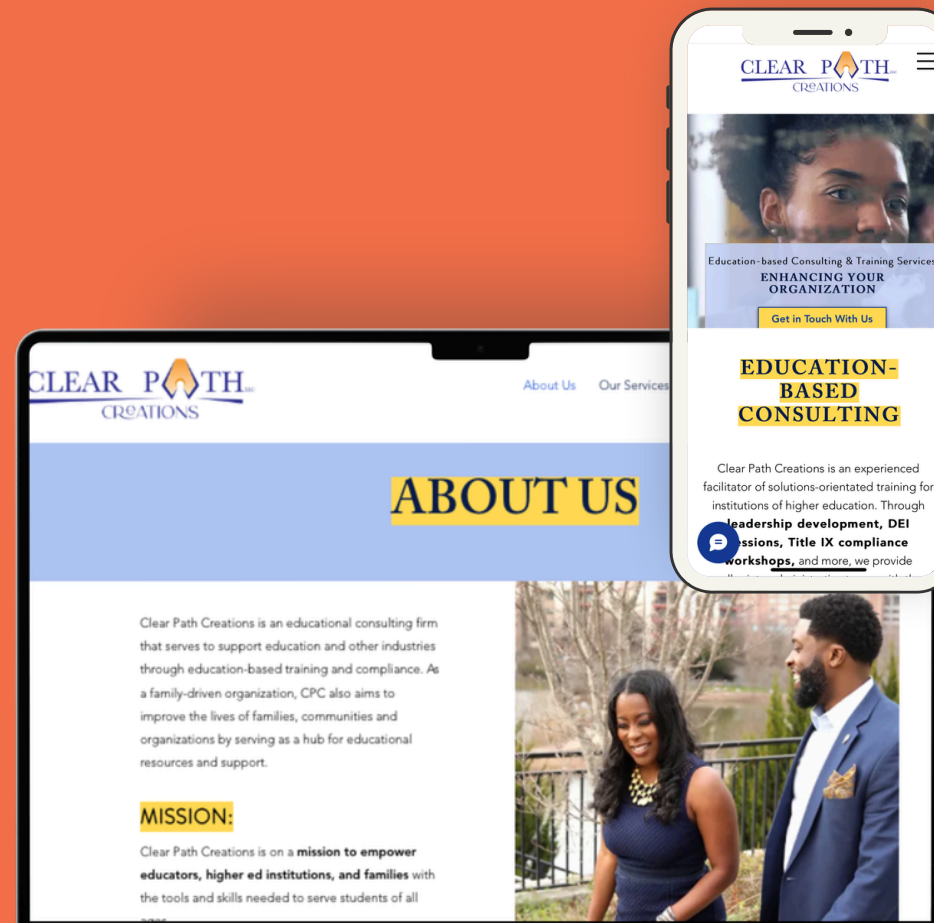 CLEAR PATH
CREATIONS
About Us Our Services
ABOUT US
Clear Path Creations is an educational consulting firm
that serves to support education and other industries
through education-based training and compliance. As
a family-driven organization, CPC also aims to
improve the lives of families, communities and
organizations by serving as a hub for educational
resources and support.
MISSION:
Clear Path Creations is on a mission to empower
educators, higher ed institutions, and families with
the tools and skills needed to serve students of all
CLEAR PATH
CREATIONS
Education-based Consulting & Training Services
ENHANCING YOUR
ORGANIZATION
Get in Touch With Us
EDUCATION-
BASED
CONSULTING
Clear Path Creations is an experienced
facilitator of solutions-orientated training for
institutions of higher education. Through
leadership development, DEI
essions, Title IX compliance
workshops, and more, we provide